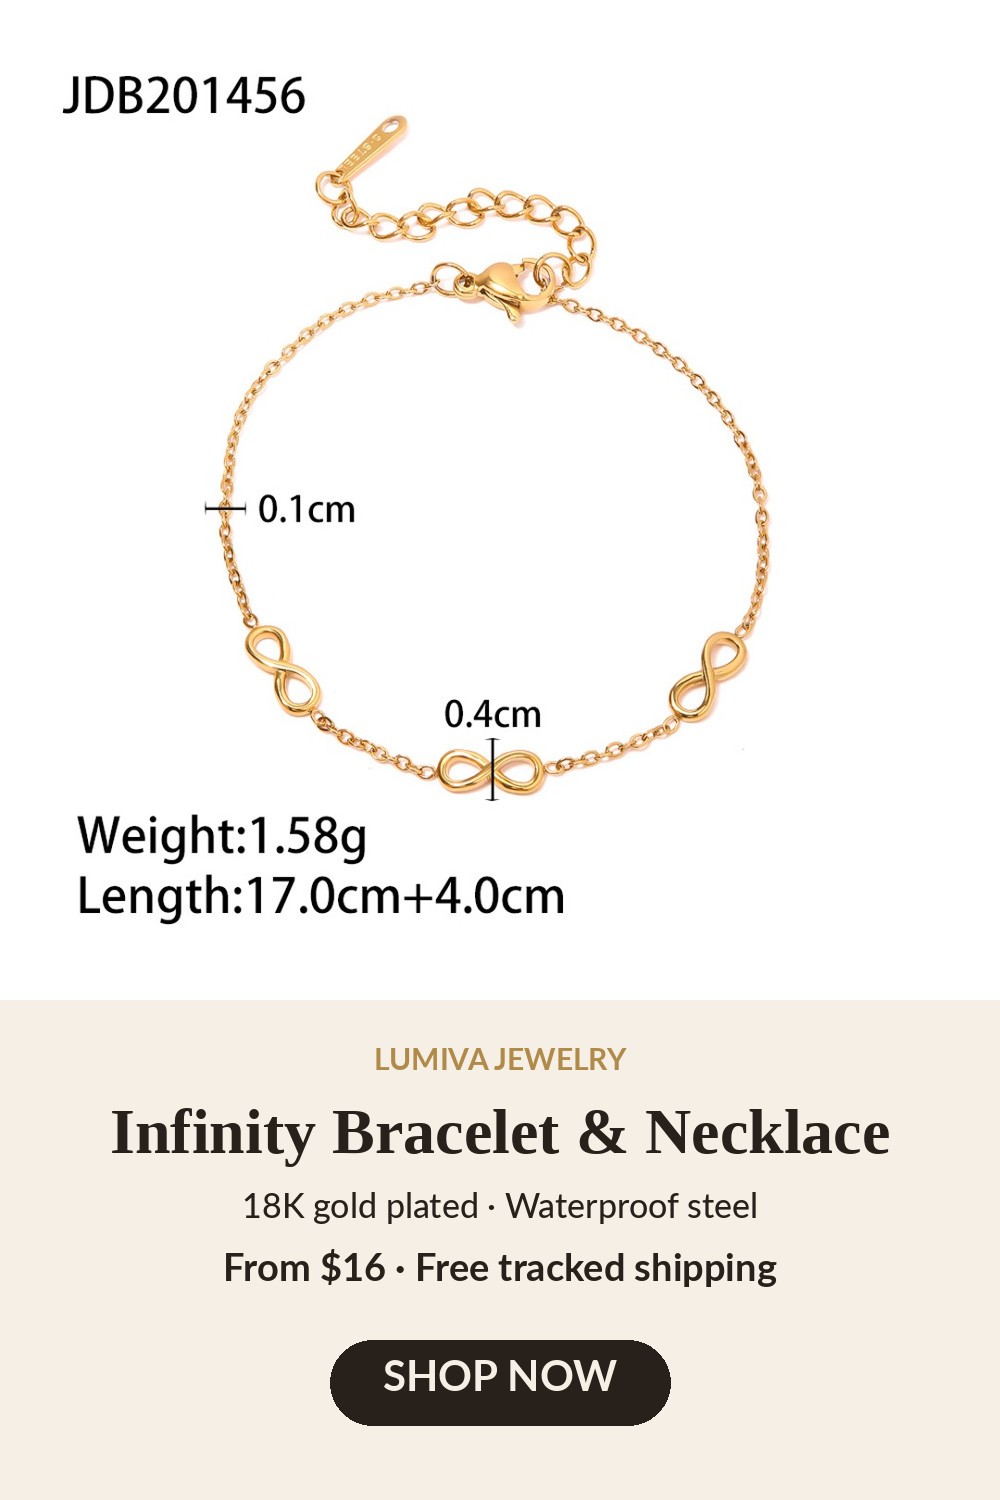 JDB201456
0.1cm
0.4cm
Weight:1.58g
Length:17.0cm+4.0cm
LUMIVA JEWELRY
Infinity Bracelet & Necklace
18K gold plated · Waterproof steel
From $16 · Free tracked shipping
SHOP NOW